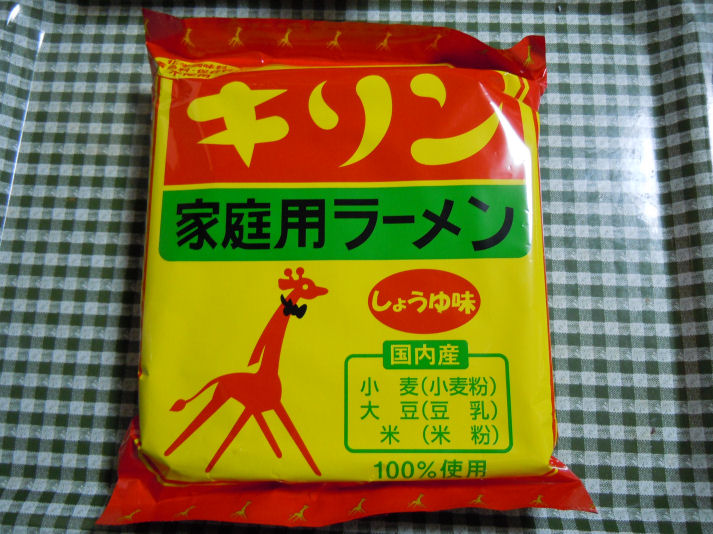 キリン
家庭用ラーメン
しょうゆ味
国内産
小 麦(小麦粉)
大 豆(豆 乳)
米 (米 粉)
100%使用